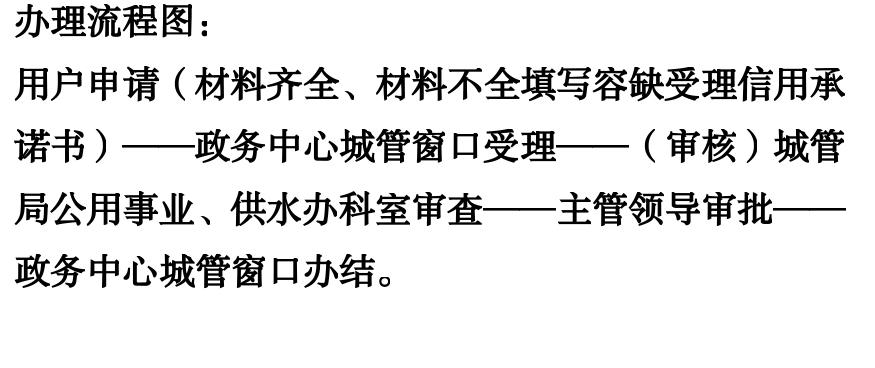 办理流程图：
用户申请（材料齐全、材料不全填写容缺受理信用承
诺书）——政务中心城管窗口受理——（审核）城管
局公用事业、供水办科室审查——主管领导审批——
政务中心城管窗口办结。